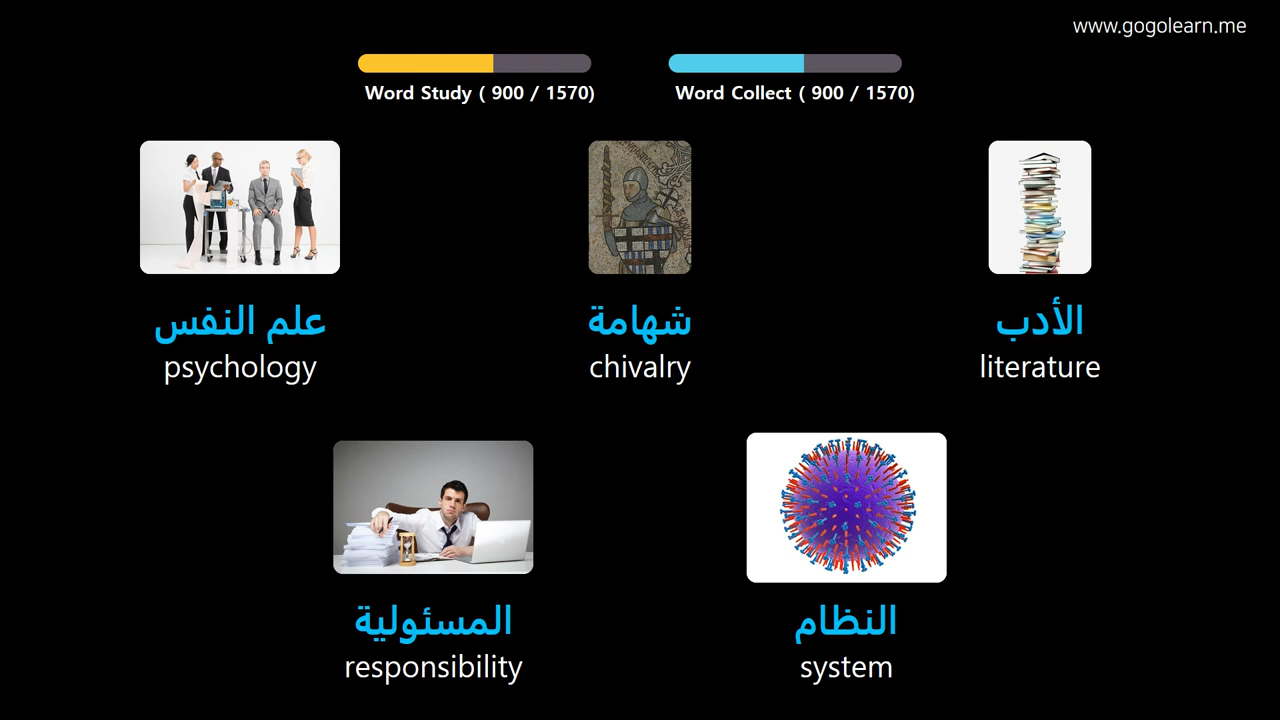 www.gogolearn.me
Word Study ( 900 / 1570)
Word Collect ( 900 / 1570)
علم النفس
psychology
شهامة
chivalry
الأدب
literature
المسئولية
responsibility
النظام
system